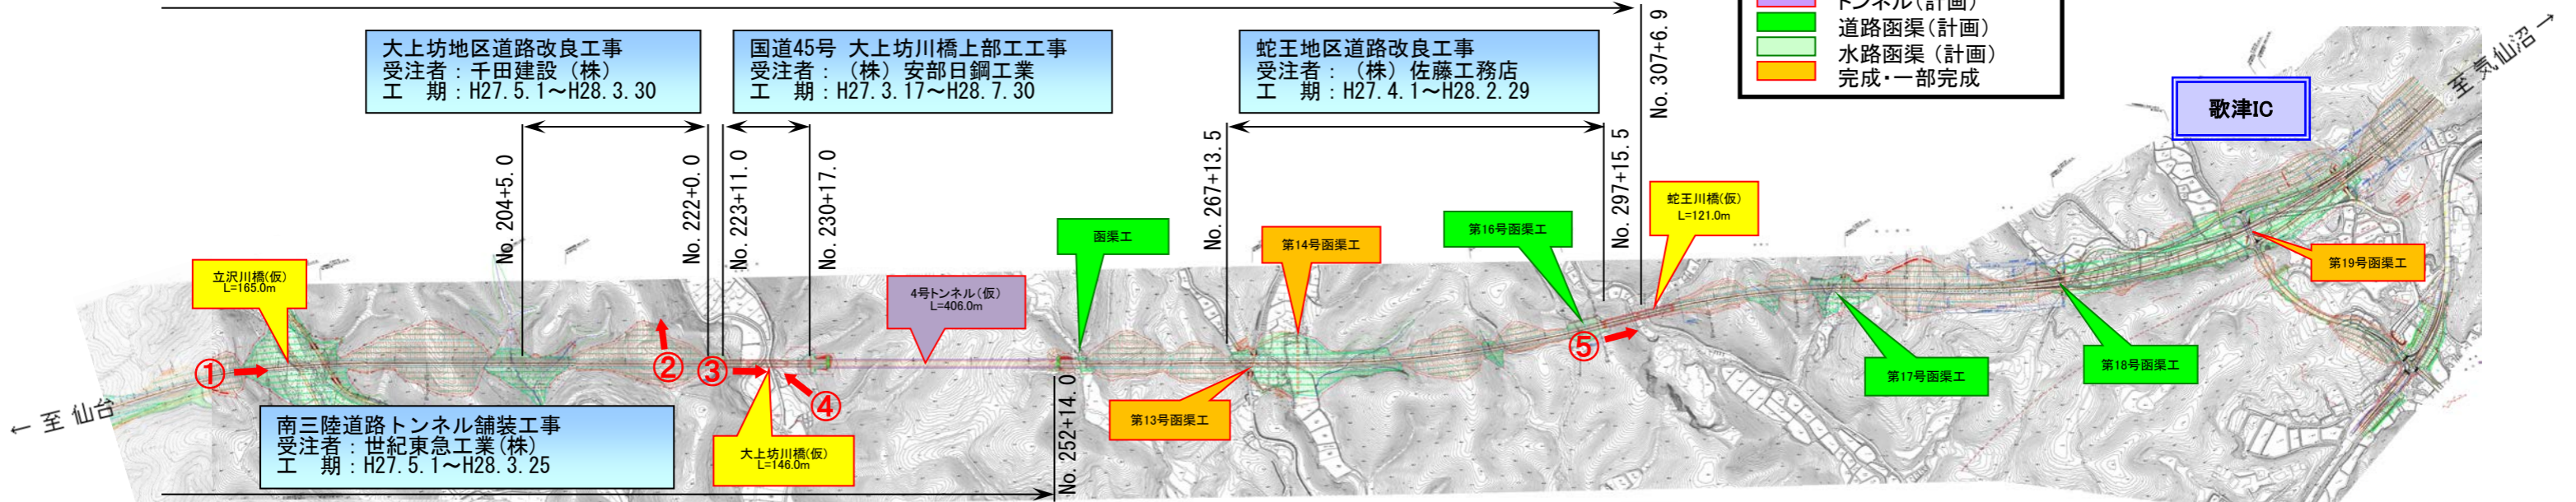 トンネル(計画)
道路函渠(計画)
水路函渠(計画)
完成・一部完成
大上坊地区道路改良工事
受注者:千田建設(株)
工 期:H27.5.1～H28.3.30
国道45号 大上坊川橋上部工工事
受注者:(株)安部日鋼工業
工 期:H27.3.17～H28.7.30
蛇王地区道路改良工事
受注者:(株)佐藤工務店
工 期:H27.4.1～H28.2.29
No.307+6.9
至 気仙沼 →
歌津IC
No.204+5.0
No.222+0.0
No.223+11.0
No.230+17.0
No.267+13.5
No.297+15.5
立沢川橋(仮)
L=165.0m
4号トンネル(仮)
L=406.0m
函渠工
第14号函渠工
第16号函渠工
蛇王川橋(仮)
L=121.0m
第19号函渠工
①
②
③
④
⑤
第13号函渠工
第17号函渠工
第18号函渠工
← 至 仙台
南三陸道路トンネル舗装工事
受注者:世紀東急工業(株)
工 期:H27.5.1～H28.3.25
大上坊川橋(仮)
L=146.0m
No.252+14.0